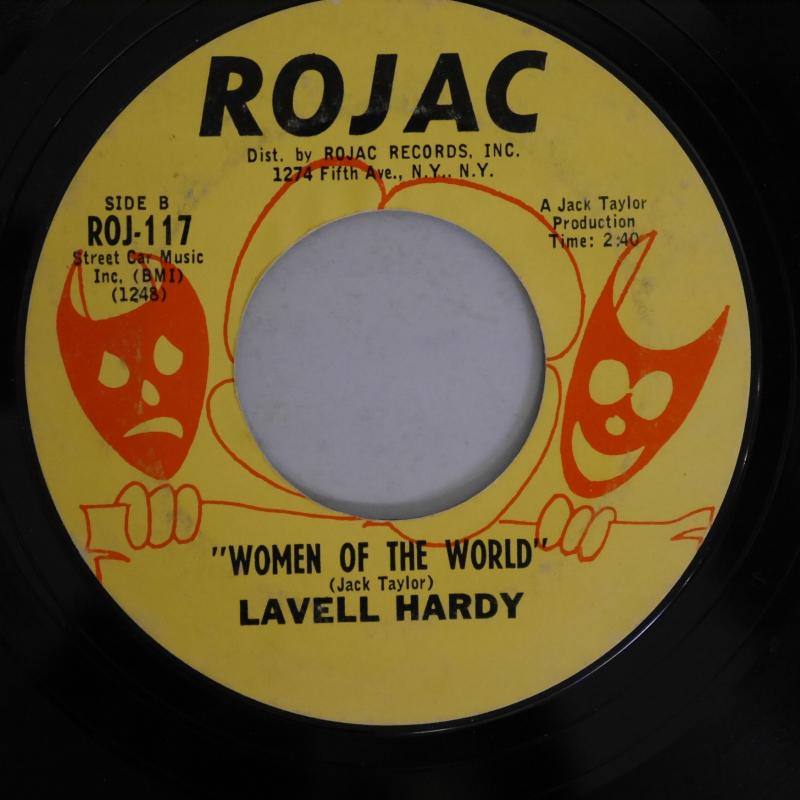 ROJAC
Dist. by ROJAC RECORDS, INC.
1274 Fifth Ave., N.Y., N.Y.
SIDE B
ROJ-117
Street Car Music
Inc, (BMI)
(1248)
A Jack Taylor
Production
Time: 2:40
"WOMEN OF THE WORLD"
(Jack Taylor)
LAVELL HARDY